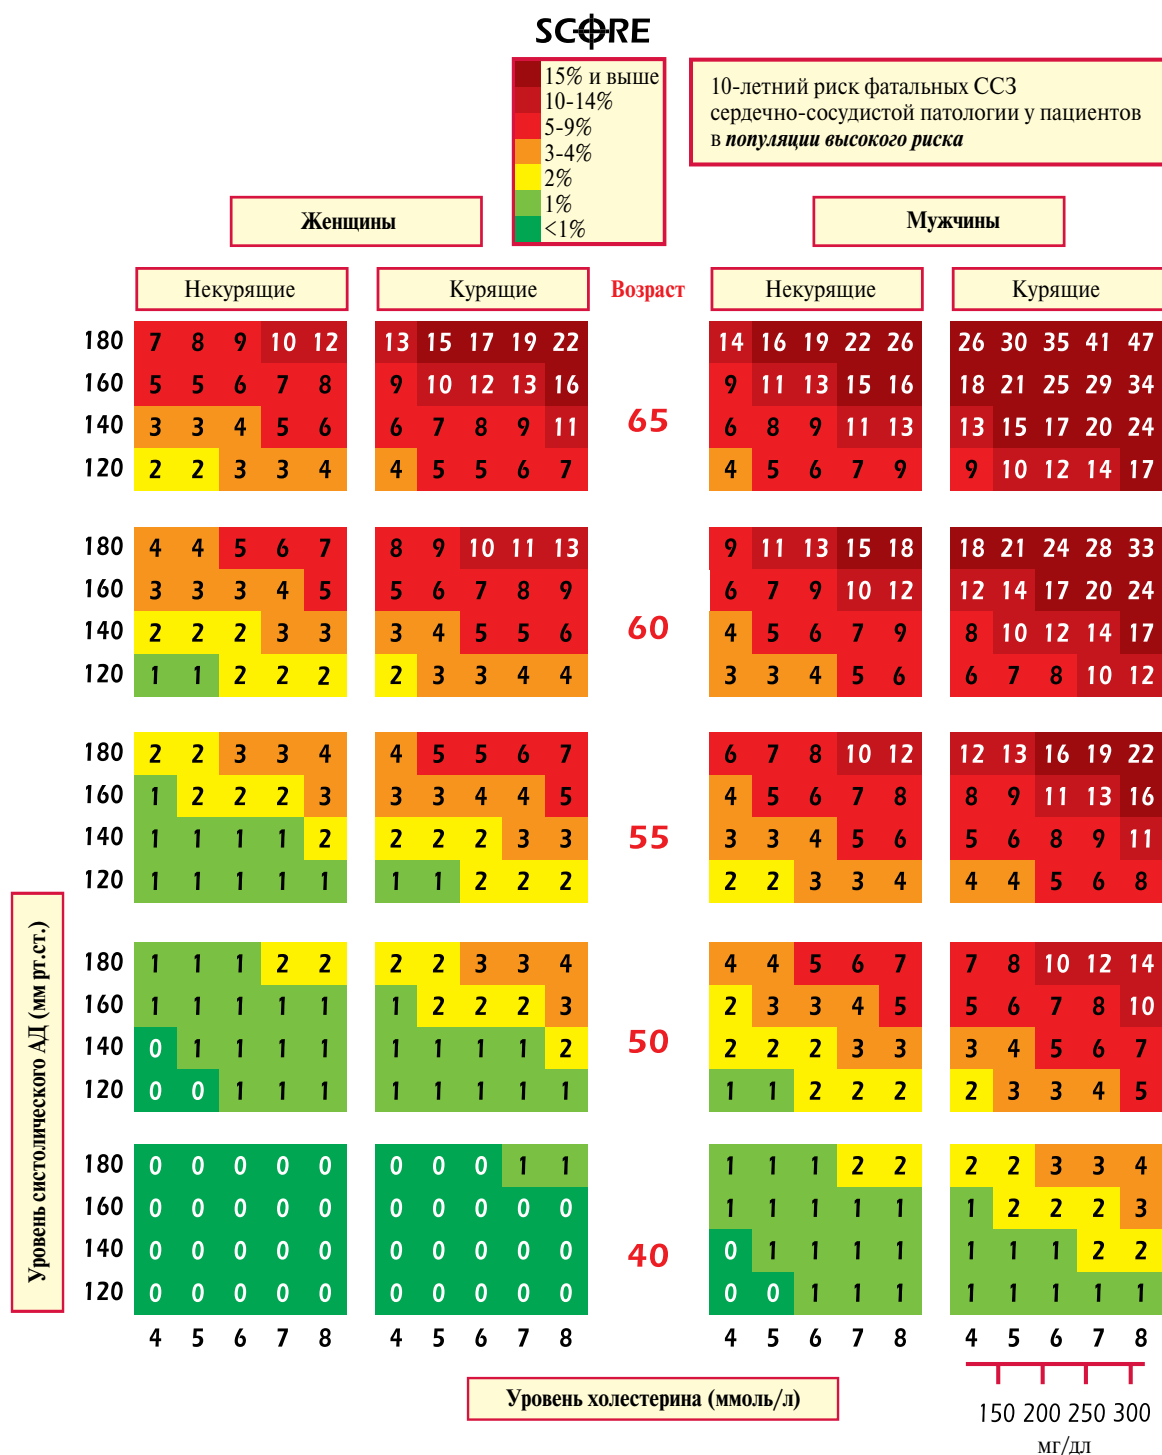 SCORE
15% и выше
10-14%
5-9%
3-4%
2%
1%
<1%
10-летний риск фатальных ССЗ
сердечно-сосудистой патологии у пациентов
в популяции высокого риска
Женщины
Мужчины
Некурящие
Курящие
Возраст
Некурящие
Курящие
180 7 8 9 10 12 13 15 17 19 22 14 16 19 22 26 26 30 35 41 47
160 5 5 6 7 8 9 10 12 13 16 9 11 13 15 16 18 21 25 29 34
65
140 3 3 4 5 6 6 7 8 9 11 6 8 9 11 13 13 15 17 20 24
120 2 2 3 3 4 4 5 5 6 7 4 5 6 7 9 9 10 12 14 17
180 4 4 5 6 7 8 9 10 11 13 9 11 13 15 18 18 21 24 28 33
160 3 3 3 4 5 5 6 7 8 9 6 7 9 10 12 12 14 17 20 24
60
140 2 2 2 3 3 3 4 5 5 6 4 5 6 7 9 8 10 12 14 17
120 1 1 2 2 2 2 3 3 4 4 3 3 4 5 6 6 7 8 10 12
180 2 2 3 3 4 4 5 5 6 7 6 7 8 10 12 12 13 16 19 22
160 1 2 2 2 3 3 3 4 4 5 4 5 6 7 8 8 9 11 13 16
55
140 1 1 1 1 2 2 2 2 3 3 3 3 4 5 6 5 6 8 9 11
120 1 1 1 1 1 1 1 2 2 2 2 2 3 3 4 4 4 5 6 8
180 1 1 1 2 2 2 2 3 3 4 4 4 5 6 7 7 8 10 12 14
160 1 1 1 1 1 1 2 2 2 3 2 3 3 4 5 5 6 7 8 10
50
140 0 1 1 1 1 1 1 1 1 2 2 2 2 3 3 3 4 5 6 7
120 0 0 1 1 1 1 1 1 1 1 1 1 2 2 2 2 3 3 4 5
180 0 0 0 0 0 0 0 0 1 1 1 1 1 2 2 2 2 3 3 4
160 0 0 0 0 0 0 0 0 0 0 1 1 1 1 1 1 2 2 2 3
40
140 0 0 0 0 0 0 0 0 0 0 0 1 1 1 1 1 1 1 2 2
120 0 0 0 0 0 0 0 0 0 0 0 0 1 1 1 1 1 1 1 1
4 5 6 7 8 4 5 6 7 8 4 5 6 7 8 4 5 6 7 8
Уровень систолического АД (мм рт.ст.)
Уровень холестерина (ммоль/л)
150 200 250 300
мг/дл